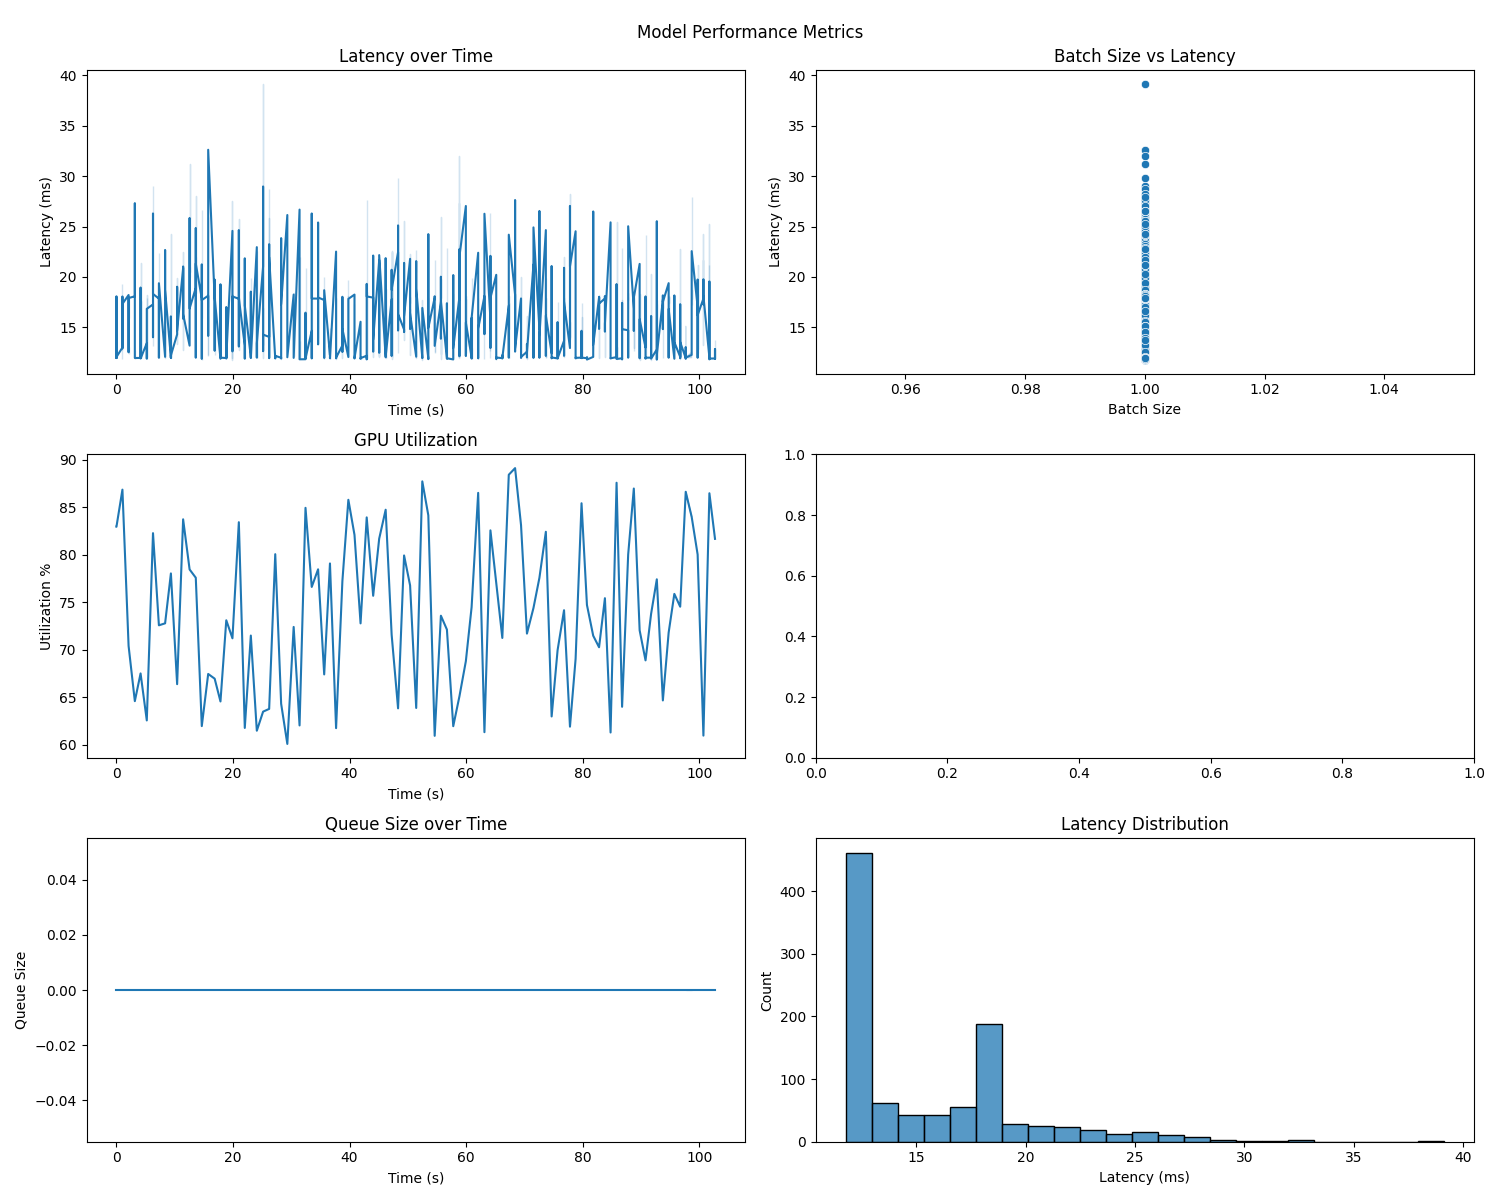 Model Performance Metrics
Latency over Time
Latency (ms)
40
35
30
25
20
15
0 20 40 60 80 100
Time (s)
Batch Size vs Latency
Latency (ms)
40
35
30
25
20
15
0.96 0.98 1.00 1.02 1.04
Batch Size
GPU Utilization
Utilization %
90
85
80
75
70
65
60
0 20 40 60 80 100
Time (s)
1.0
0.8
0.6
0.4
0.2
0.0
0.0 0.2 0.4 0.6 0.8 1.0
Queue Size over Time
Queue Size
0.04
0.02
0.00
−0.02
−0.04
0 20 40 60 80 100
Time (s)
Latency Distribution
Count
400
300
200
100
0
15 20 25 30 35 40
Latency (ms)